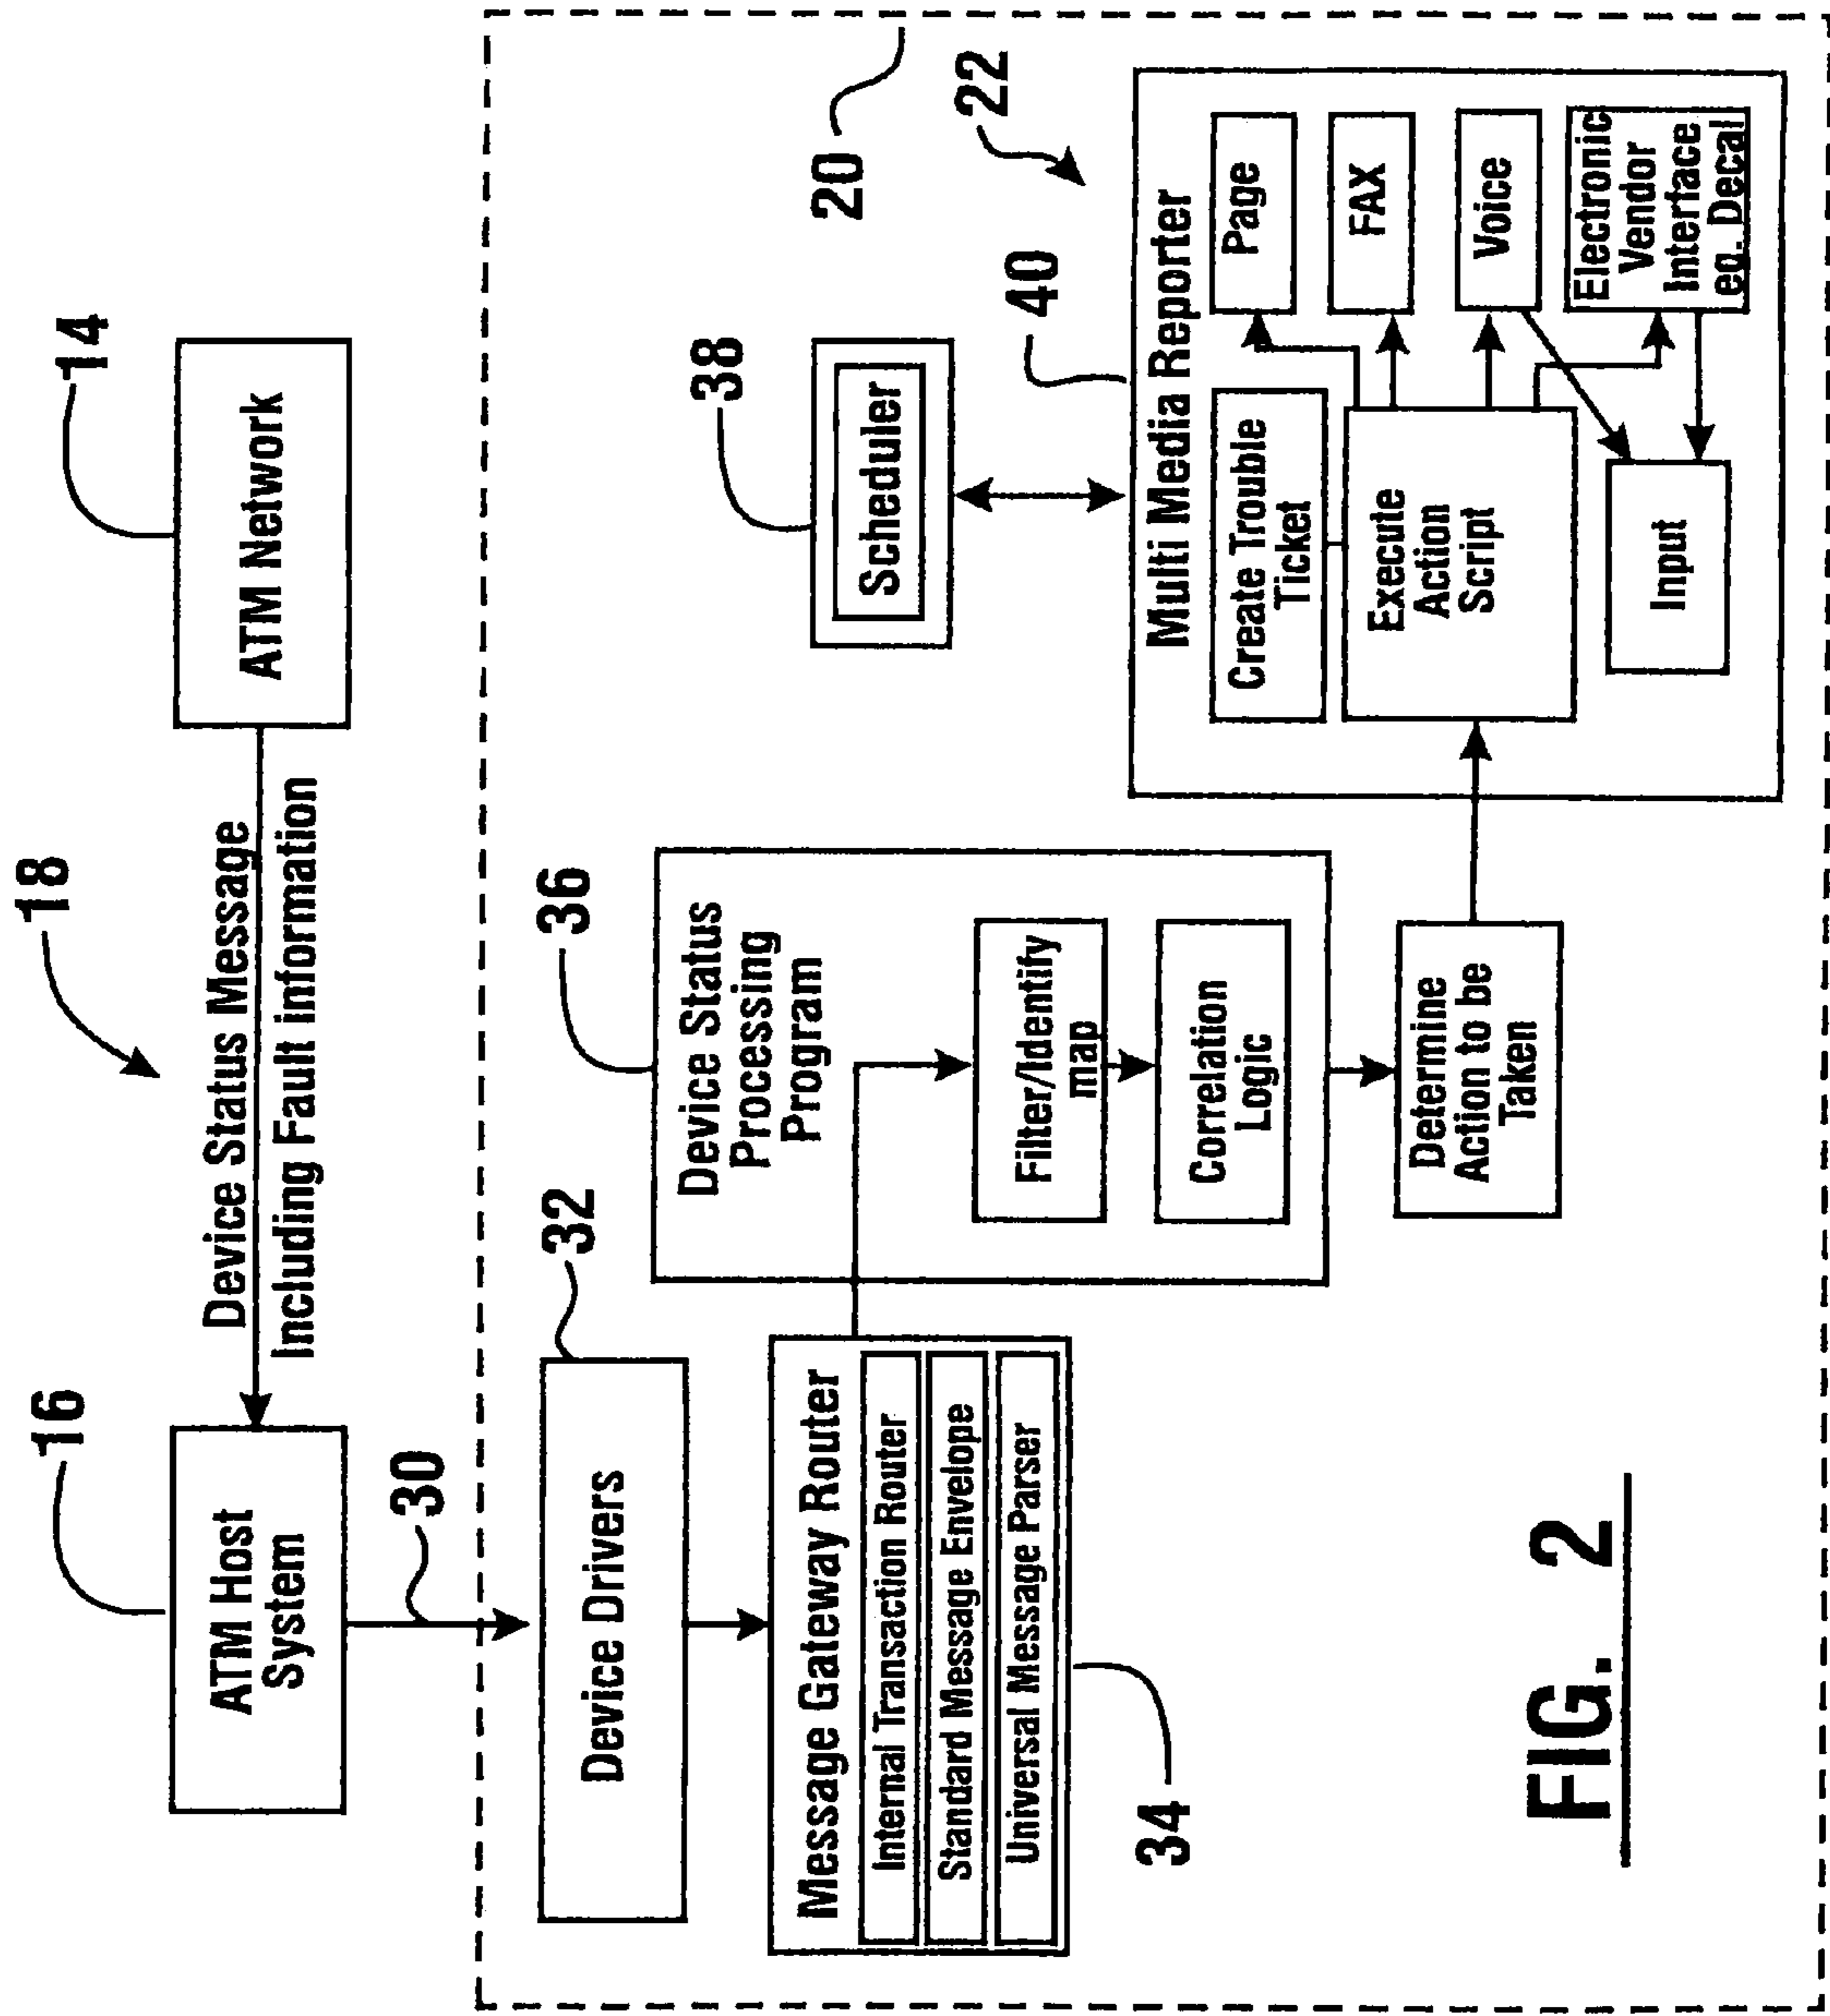 18
16
ATM Host
System
Device Status Message
Including Fault information
14
ATM Network
30
20
32
Device Drivers
Message Gateway Router
Internal Transaction Router
Standard Message Envelope
Universal Message Parser
34
36
Device Status
Processing
Program
Filter/Identify
map
Correlation
Logic
Determine
Action to be
Taken
38
Scheduler
22
40
Multi Media Reporter
Create Trouble
Ticket
Execute
Action
Script
Input
Page
FAX
Voice
Electronic
Vendor
Interface
eg. Decal
FIG. 2